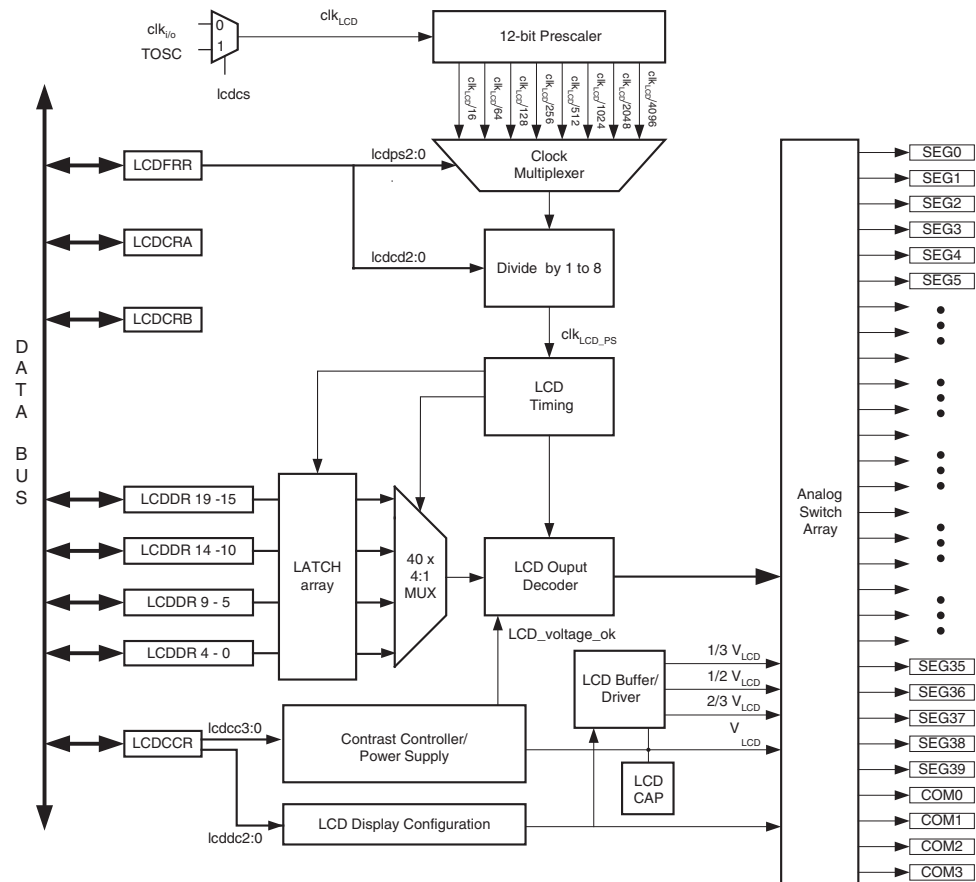 clk_i/o
TOSC
0
1
lcdcs
clk_LCD
12-bit Prescaler
clk_LCD/16
clk_LCD/64
clk_LCD/128
clk_LCD/256
clk_LCD/512
clk_LCD/1024
clk_LCD/2048
clk_LCD/4096
LCDFRR
lcdps2:0
Clock
Multiplexer
LCDCRA
lcdcd2:0
Divide by 1 to 8
LCDCRB
clk_LCD_PS
DATA BUS
LCD
Timing
LCDDR 19 -15
LCDDR 14 -10
LCDDR 9 - 5
LCDDR 4 - 0
LATCH
array
40 x
4:1
MUX
LCD Ouput
Decoder
LCD_voltage_ok
LCD Buffer/
Driver
1/3 V_LCD
1/2 V_LCD
2/3 V_LCD
V_LCD
LCDCCR
lcdcc3:0
Contrast Controller/
Power Supply
LCD
CAP
lcddc2:0
LCD Display Configuration
Analog
Switch
Array
SEG0
SEG1
SEG2
SEG3
SEG4
SEG5
SEG35
SEG36
SEG37
SEG38
SEG39
COM0
COM1
COM2
COM3